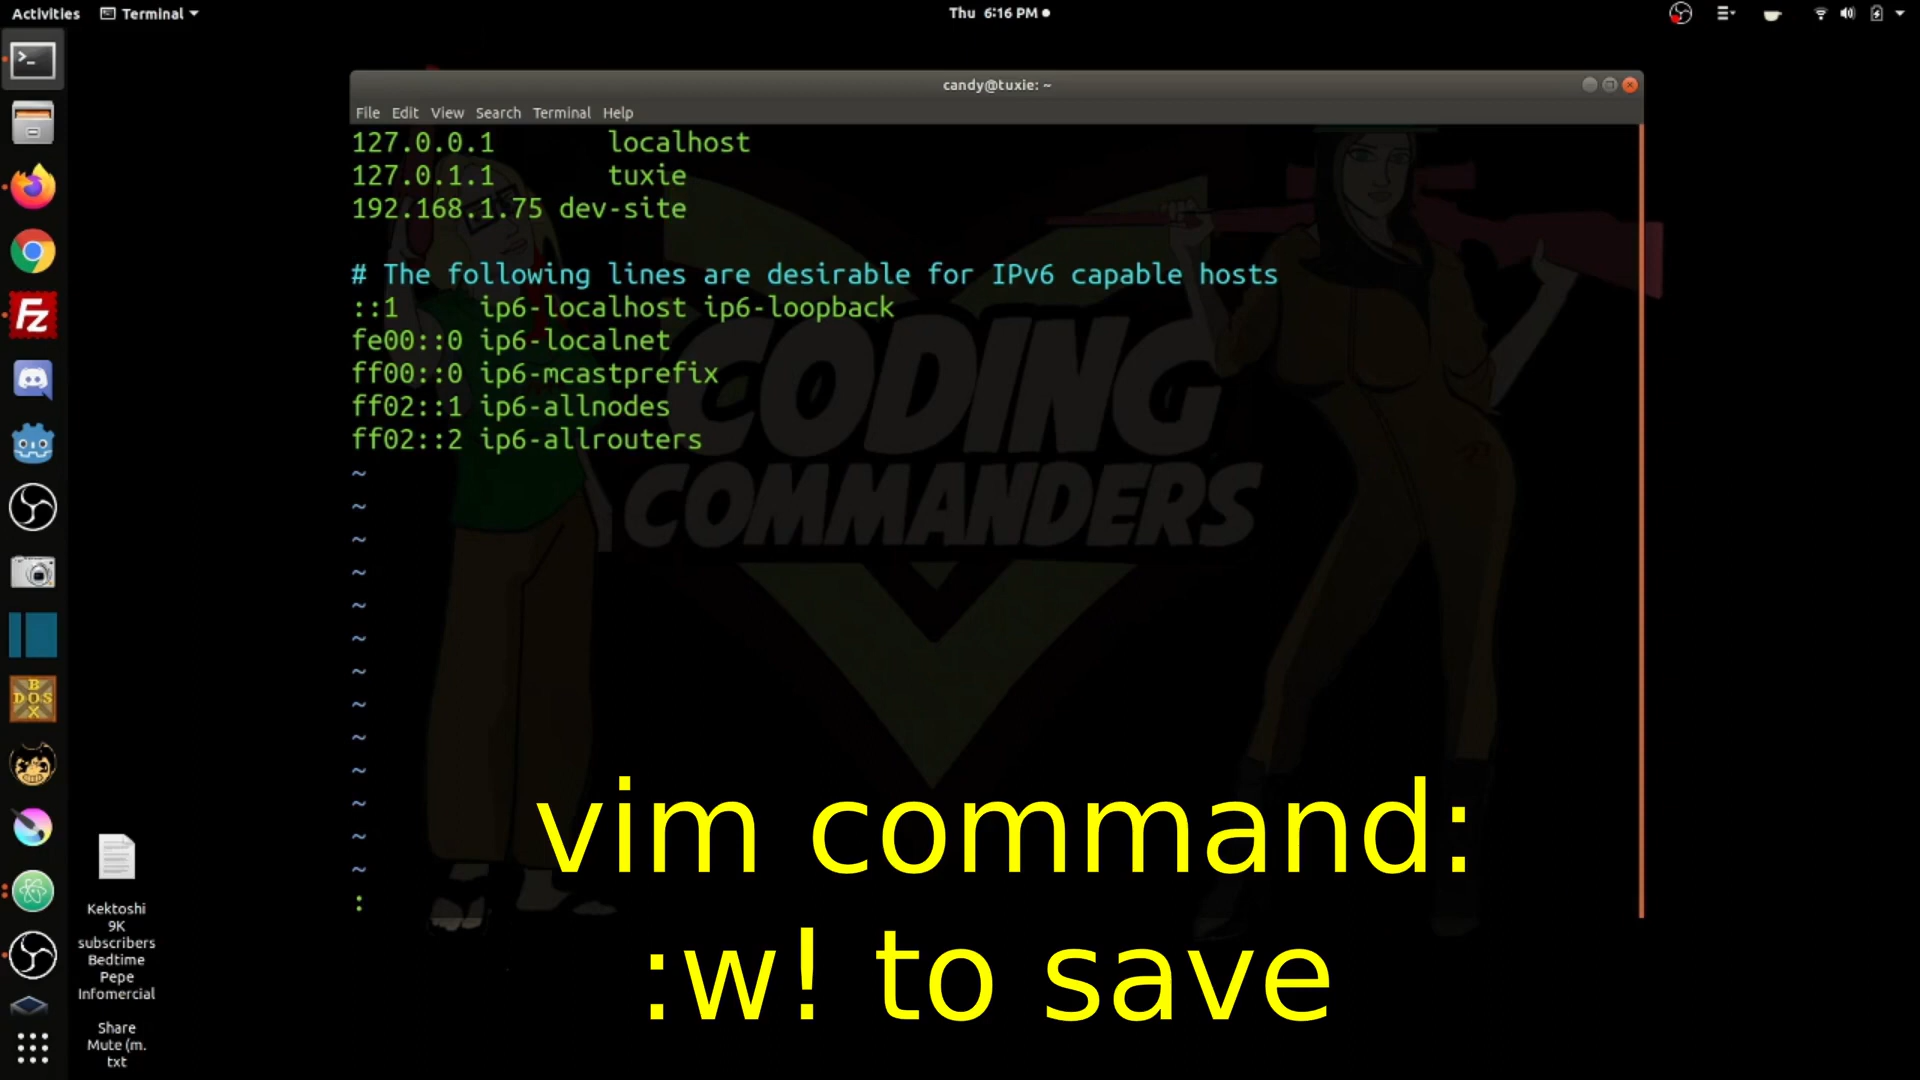 Activities Terminal Thu 6:16 PM
candy@tuxie: ~
File Edit View Search Terminal Help
127.0.0.1 localhost
127.0.1.1 tuxie
192.168.1.75 dev-site
# The following lines are desirable for IPv6 capable hosts
::1 ip6-localhost ip6-loopback
fe00::0 ip6-localnet
ff00::0 ip6-mcastprefix
ff02::1 ip6-allnodes
ff02::2 ip6-allrouters
~
~
~
~
~
~
~
~
~
~
~
~
~
:
CODING
COMMANDERS
vim command:
:w! to save
Fz
BOX
DOS
Kektoshi
9K
subscribers
Bedtime
Pepe
Infomercial
Share
Mute (m.
txt